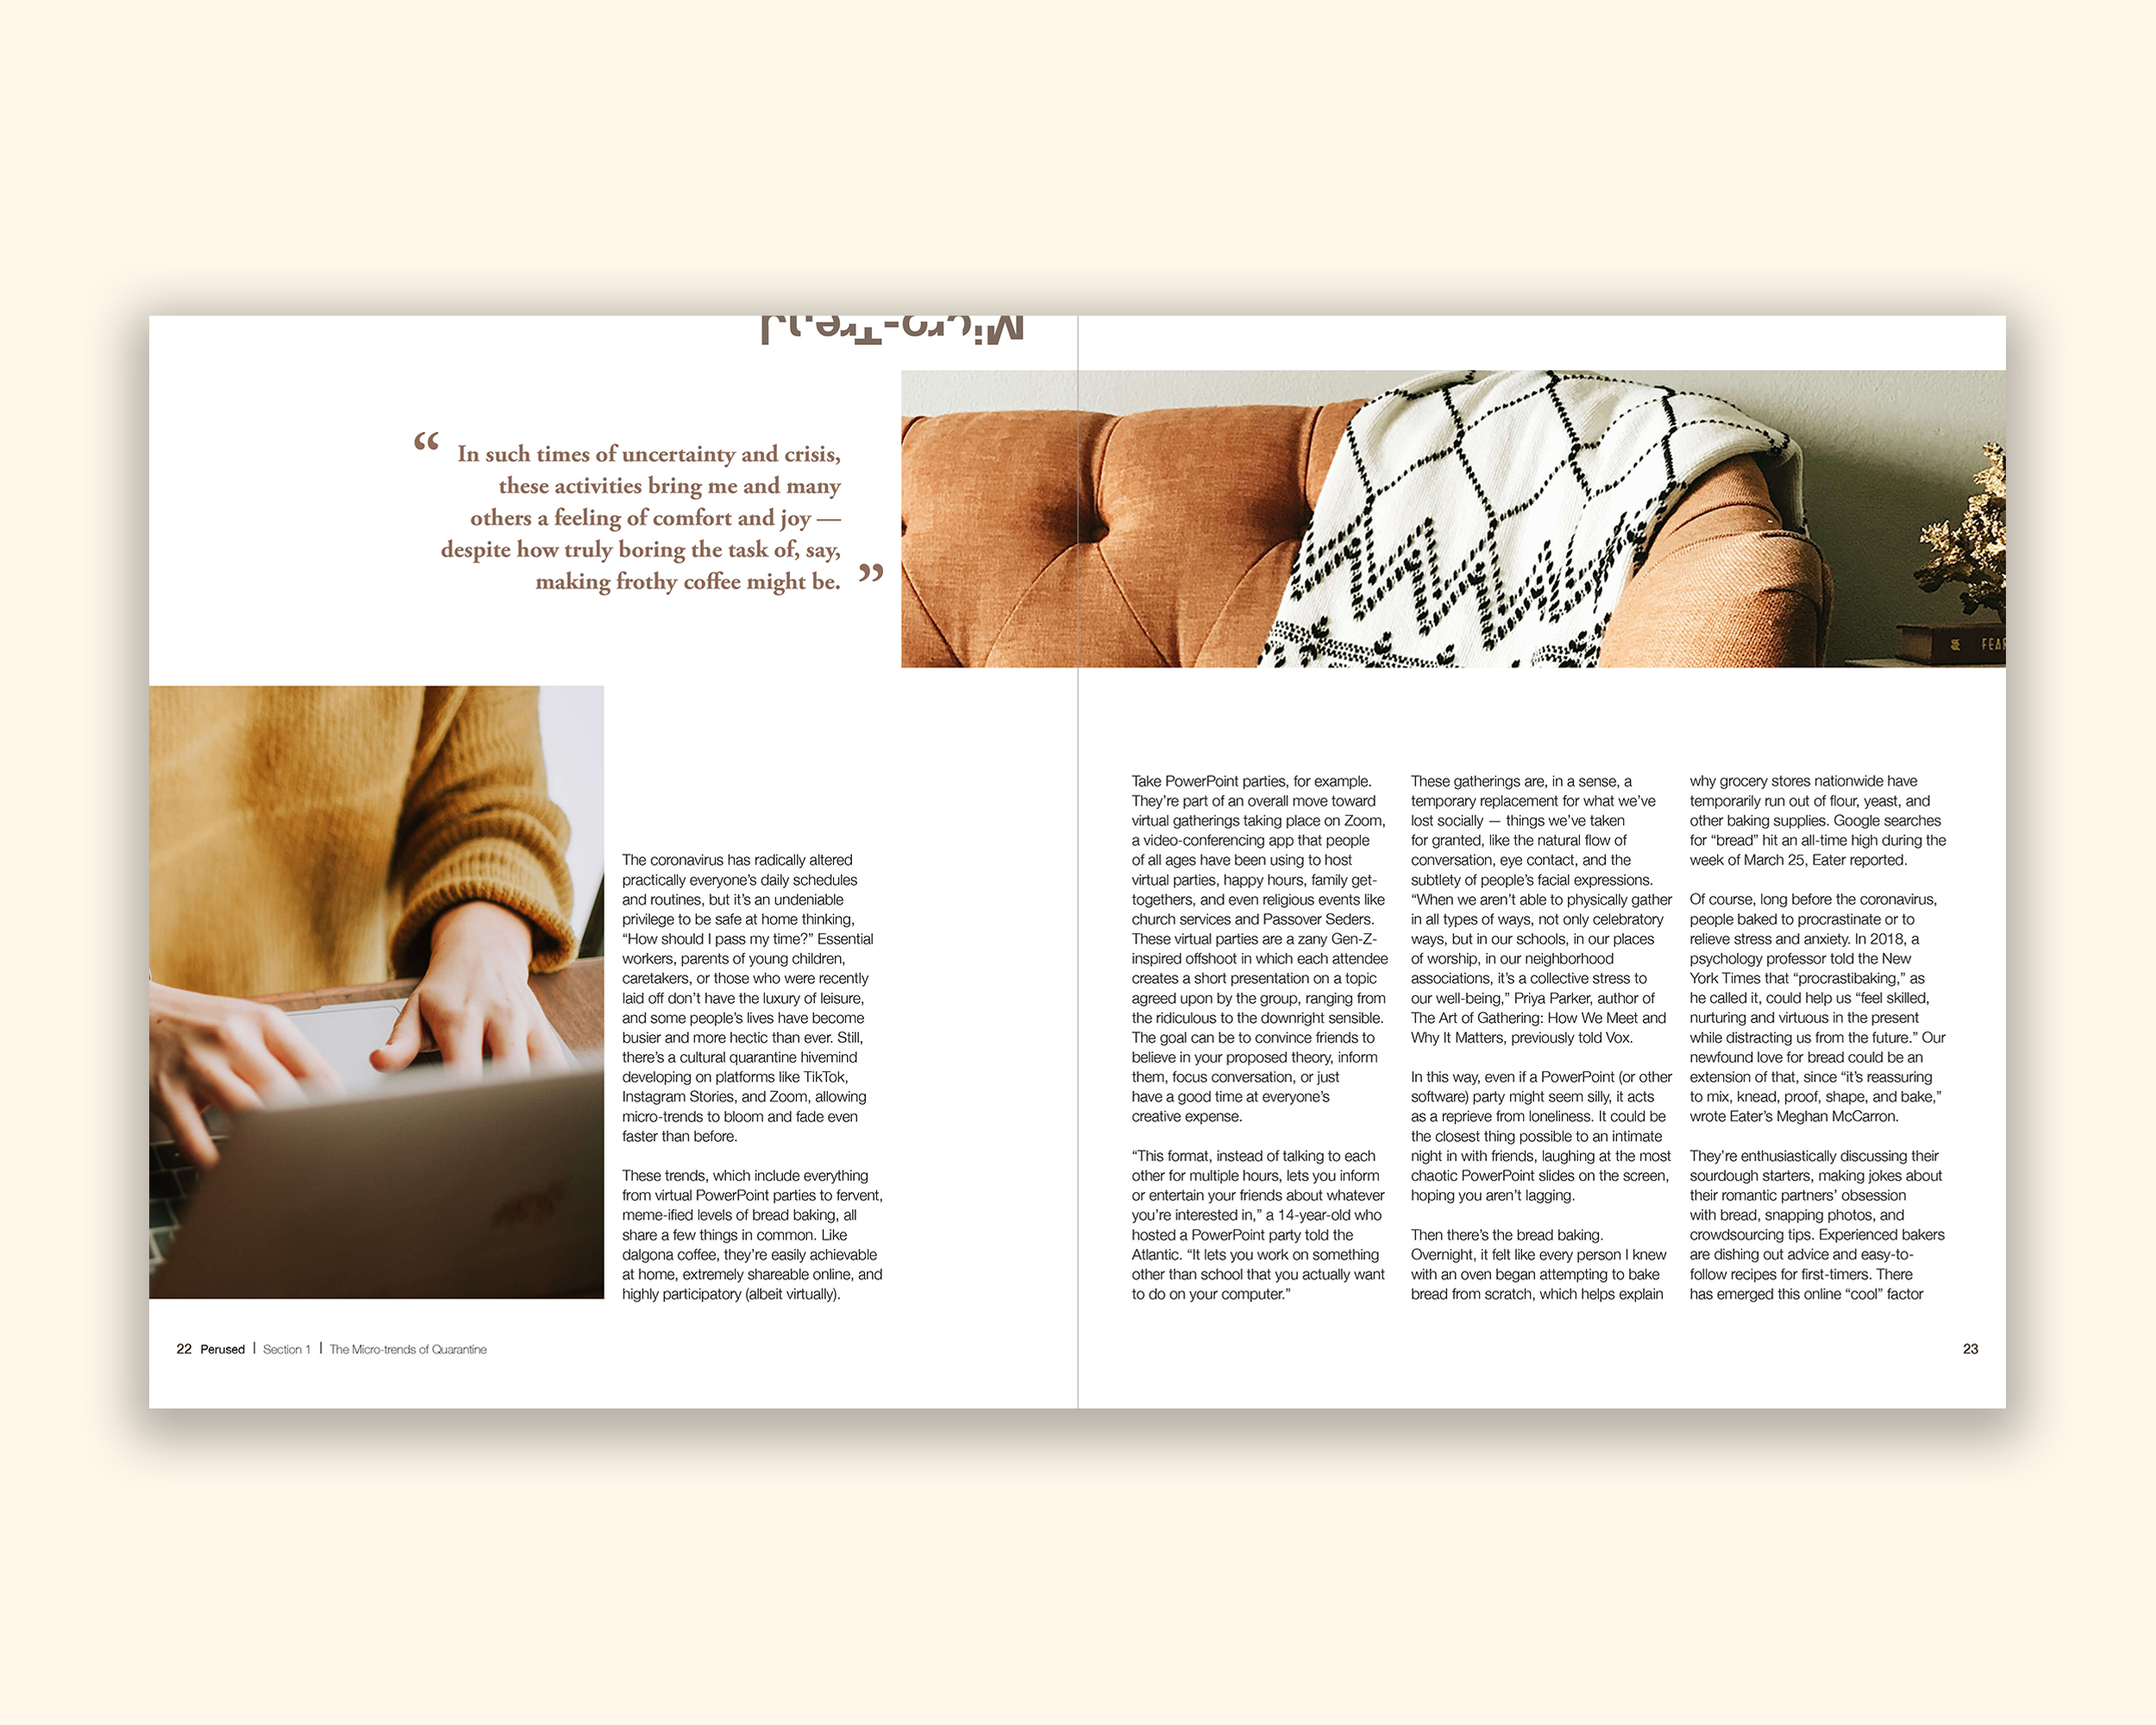 Micro-Trend
“ In such times of uncertainty and crisis,
these activities bring me and many
others a feeling of comfort and joy —
despite how truly boring the task of, say,
making frothy coffee might be. ”
The coronavirus has radically altered
practically everyone’s daily schedules
and routines, but it’s an undeniable
privilege to be safe at home thinking,
“How should I pass my time?” Essential
workers, parents of young children,
caretakers, or those who were recently
laid off don’t have the luxury of leisure,
and some people’s lives have become
busier and more hectic than ever. Still,
there’s a cultural quarantine hivemind
developing on platforms like TikTok,
Instagram Stories, and Zoom, allowing
micro-trends to bloom and fade even
faster than before.
These trends, which include everything
from virtual PowerPoint parties to fervent,
meme-ified levels of bread baking, all
share a few things in common. Like
dalgona coffee, they’re easily achievable
at home, extremely shareable online, and
highly participatory (albeit virtually).
22 Perused | Section 1 | The Micro-trends of Quarantine
Take PowerPoint parties, for example.
They’re part of an overall move toward
virtual gatherings taking place on Zoom,
a video-conferencing app that people
of all ages have been using to host
virtual parties, happy hours, family get-
togethers, and even religious events like
church services and Passover Seders.
These virtual parties are a zany Gen-Z-
inspired offshoot in which each attendee
creates a short presentation on a topic
agreed upon by the group, ranging from
the ridiculous to the downright sensible.
The goal can be to convince friends to
believe in your proposed theory, inform
them, focus conversation, or just
have a good time at everyone’s
creative expense.
“This format, instead of talking to each
other for multiple hours, lets you inform
or entertain your friends about whatever
you’re interested in,” a 14-year-old who
hosted a PowerPoint party told the
Atlantic. “It lets you work on something
other than school that you actually want
to do on your computer.”
These gatherings are, in a sense, a
temporary replacement for what we’ve
lost socially — things we’ve taken
for granted, like the natural flow of
conversation, eye contact, and the
subtlety of people’s facial expressions.
“When we aren’t able to physically gather
in all types of ways, not only celebratory
ways, but in our schools, in our places
of worship, in our neighborhood
associations, it’s a collective stress to
our well-being,” Priya Parker, author of
The Art of Gathering: How We Meet and
Why It Matters, previously told Vox.
In this way, even if a PowerPoint (or other
software) party might seem silly, it acts
as a reprieve from loneliness. It could be
the closest thing possible to an intimate
night in with friends, laughing at the most
chaotic PowerPoint slides on the screen,
hoping you aren’t lagging.
Then there’s the bread baking.
Overnight, it felt like every person I knew
with an oven began attempting to bake
bread from scratch, which helps explain
why grocery stores nationwide have
temporarily run out of flour, yeast, and
other baking supplies. Google searches
for “bread” hit an all-time high during the
week of March 25, Eater reported.
Of course, long before the coronavirus,
people baked to procrastinate or to
relieve stress and anxiety. In 2018, a
psychology professor told the New
York Times that “procrastibaking,” as
he called it, could help us “feel skilled,
nurturing and virtuous in the present
while distracting us from the future.” Our
newfound love for bread could be an
extension of that, since “it’s reassuring
to mix, knead, proof, shape, and bake,”
wrote Eater’s Meghan McCarron.
They’re enthusiastically discussing their
sourdough starters, making jokes about
their romantic partners’ obsession
with bread, snapping photos, and
crowdsourcing tips. Experienced bakers
are dishing out advice and easy-to-
follow recipes for first-timers. There
has emerged this online “cool” factor
23